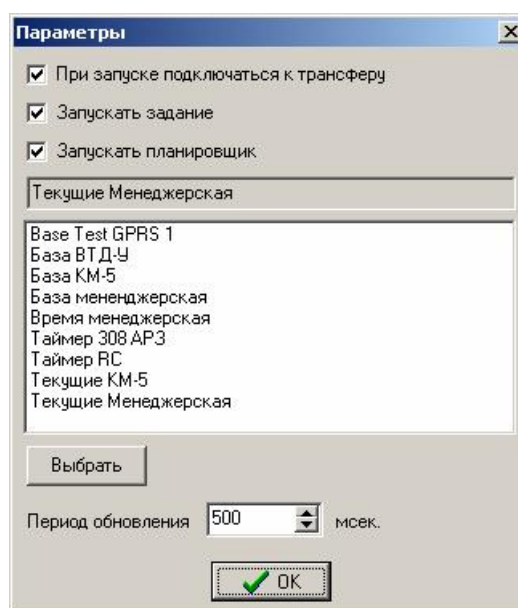 Параметры
При запуске подключаться к трансферу
Запускать задание
Запускать планировщик
Текущие Менеджерская
Base Test GPRS 1
База ВТД-У
База КМ-5
База мененджерская
Время менеджерская
Таймер 308 АРЗ
Таймер RC
Текущие КМ-5
Текущие Менеджерская
Выбрать
Период обновления 500 мсек.
OK